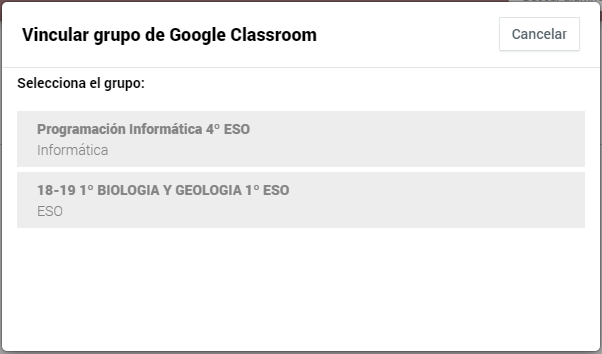 Vincular grupo de Google Classroom
Cancelar
Selecciona el grupo:
Programación Informática 4º ESO
Informática
18-19 1º BIOLOGIA Y GEOLOGIA 1º ESO
ESO